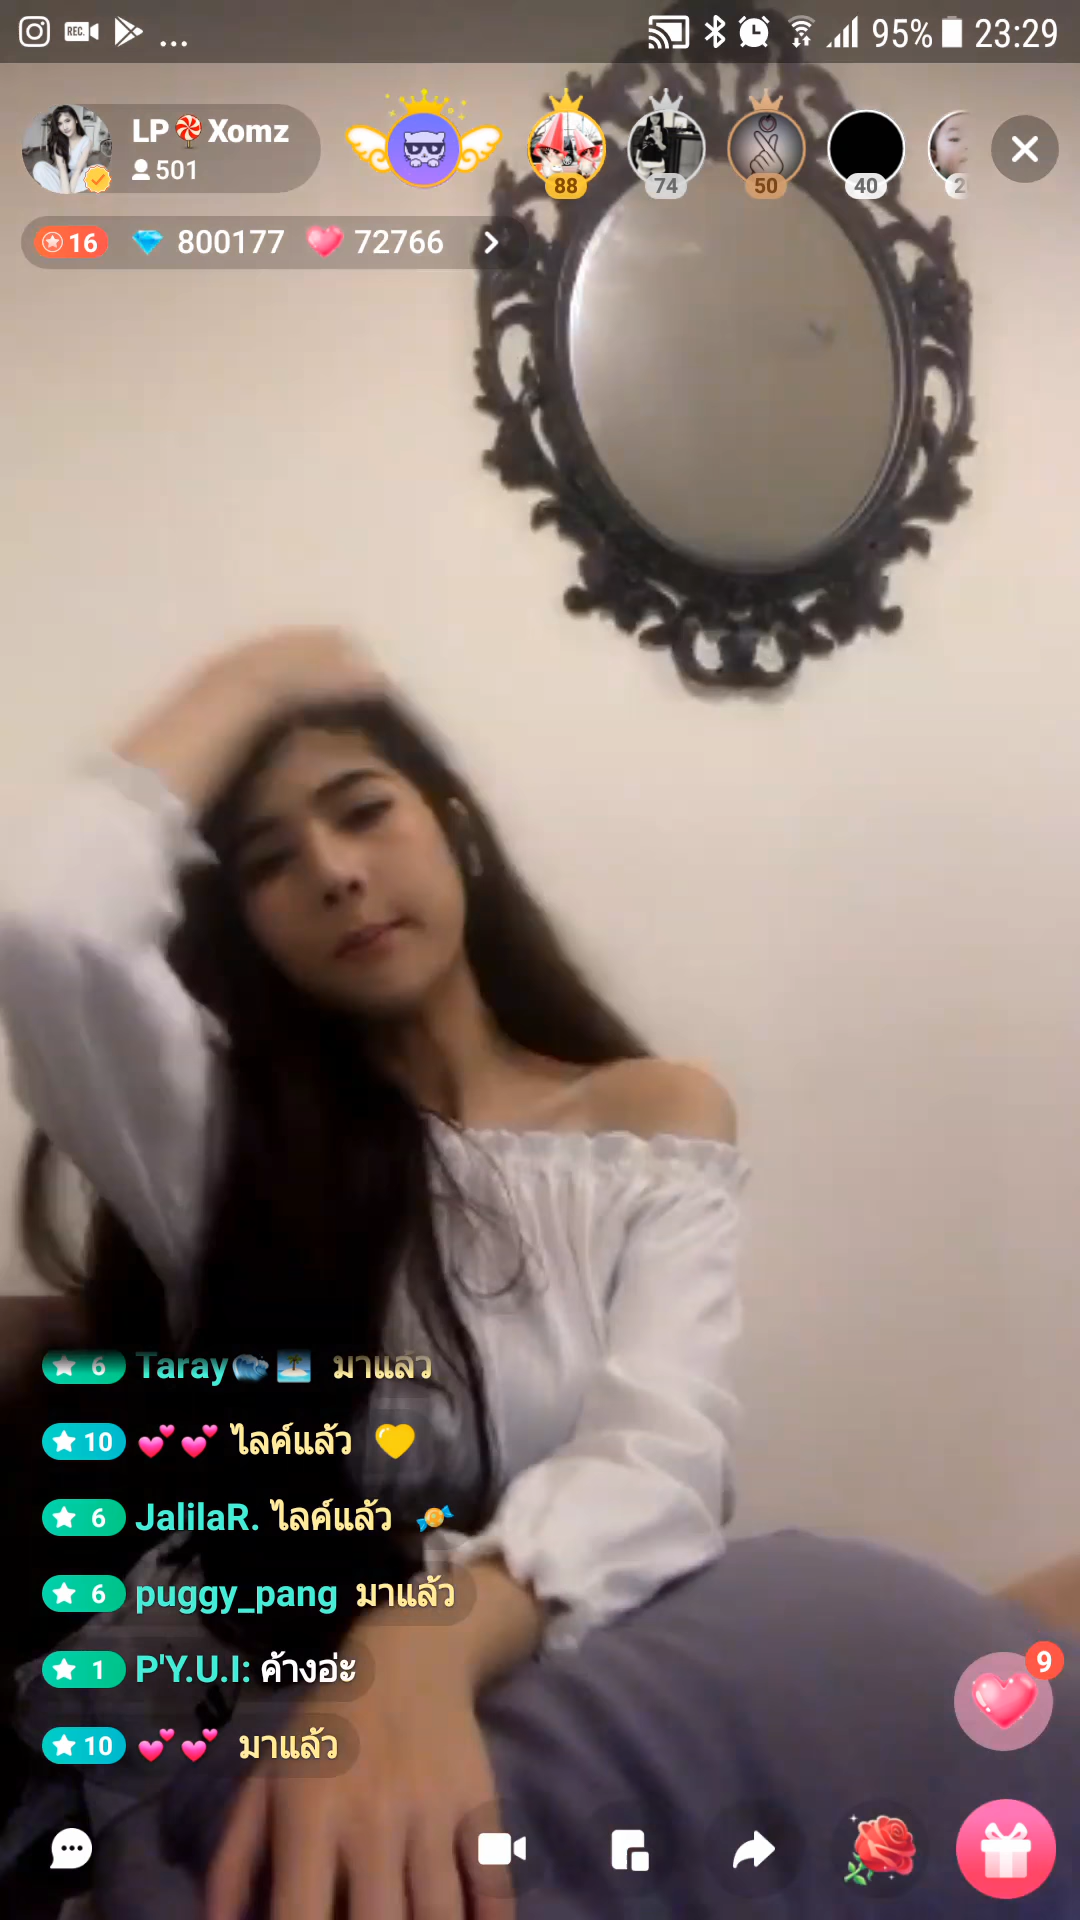 REC.
95% 23:29
LP🍭Xomz
501
88
74
50
40
16 800177 72766
6 Taray🌊🏝️ มาแล้ว
10 💕💕 ไลค์แล้ว 💛
6 JalilaR. ไลค์แล้ว 🍬
6 puggy_pang มาแล้ว
1 P'Y.U.I: ค้างอ่ะ
9
10 💕💕 มาแล้ว